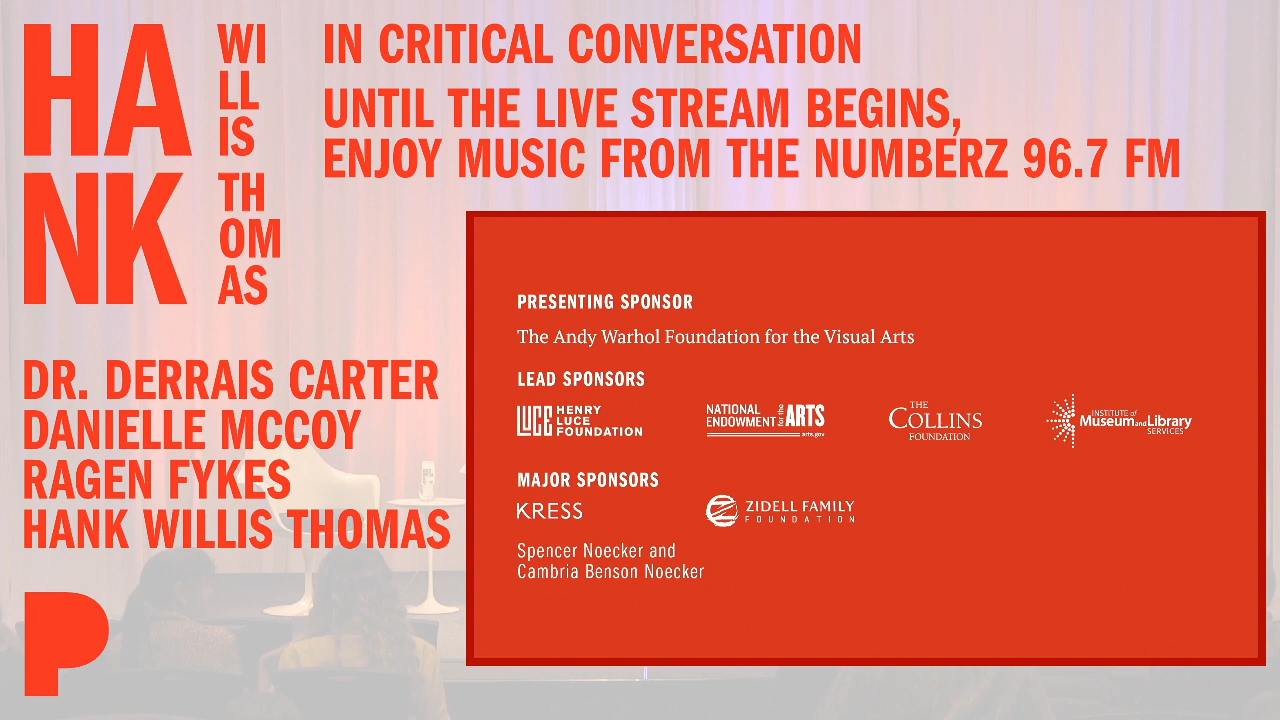 HA
NK
WI
LL
IS
TH
OM
AS
IN CRITICAL CONVERSATION
UNTIL THE LIVE STREAM BEGINS,
ENJOY MUSIC FROM THE NUMBERZ 96.7 FM
DR. DERRAIS CARTER
DANIELLE MCCOY
RAGEN FYKES
HANK WILLIS THOMAS
P
PRESENTING SPONSOR
The Andy Warhol Foundation for the Visual Arts
LEAD SPONSORS
LUCE HENRY
LUCE
FOUNDATION
NATIONAL
ENDOWMENT for the ARTS
arts.gov
THE
COLLINS
FOUNDATION
INSTITUTE of
Museum and Library
SERVICES
MAJOR SPONSORS
KRESS
ZIDELL FAMILY
FOUNDATION
Spencer Noecker and
Cambria Benson Noecker